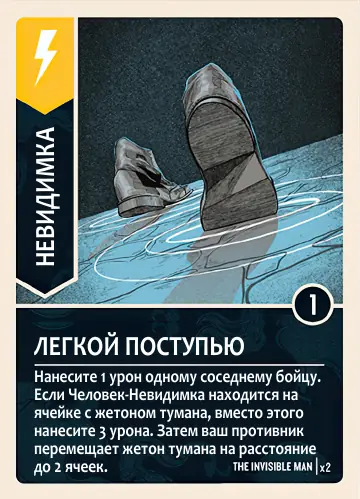 НЕВИДИМКА
1
ЛЕГКОЙ ПОСТУПЬЮ
Нанесите 1 урон одному соседнему бойцу.
Если Человек-Невидимка находится на
ячейке с жетоном тумана, вместо этого
нанесите 3 урона. Затем ваш противник
перемещает жетон тумана на расстояние
до 2 ячеек.
THE INVISIBLE MAN | x2